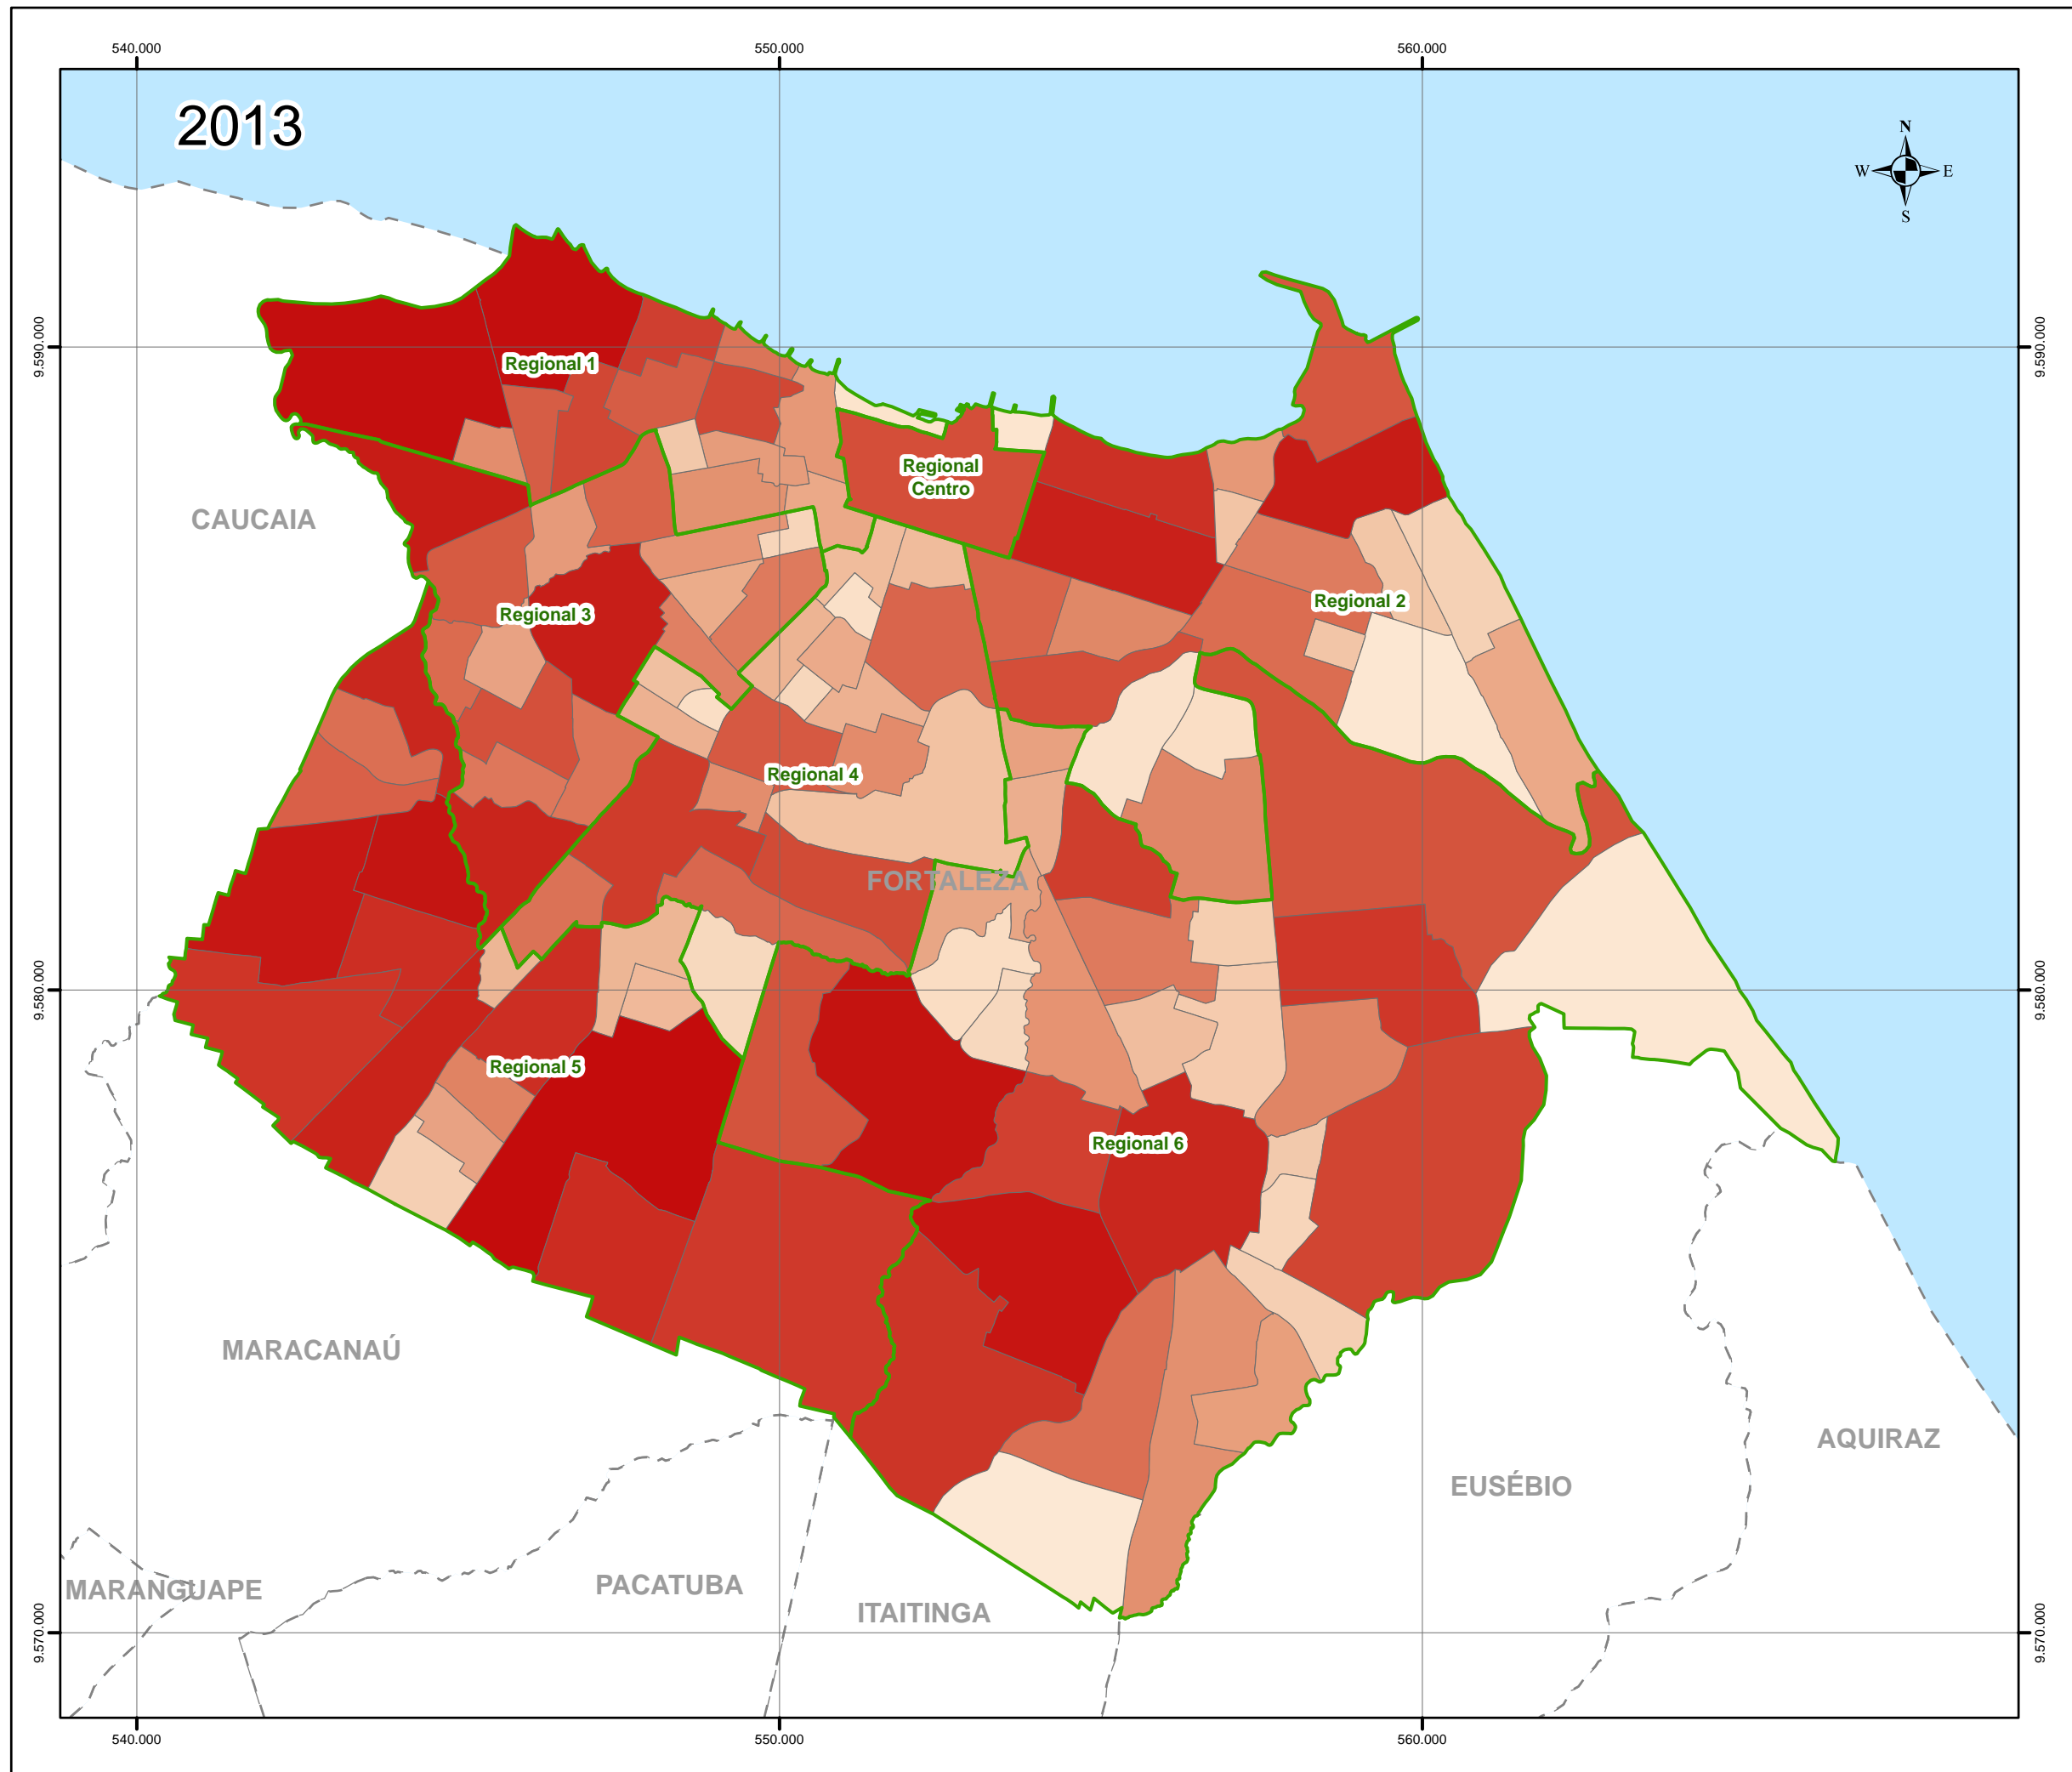 540.000
550.000
560.000
2013
N
W
E
S
9.590.000
9.590.000
Regional 1
Regional
Centro
CAUCAIA
Regional 2
Regional 3
Regional 4
FORTALEZA
9.580.000
9.580.000
Regional 5
Regional 6
MARACANAÚ
AQUIRAZ
EUSÉBIO
MARANGUAPE
PACATUBA
ITAITINGA
9.570.000
9.570.000
540.000
550.000
560.000